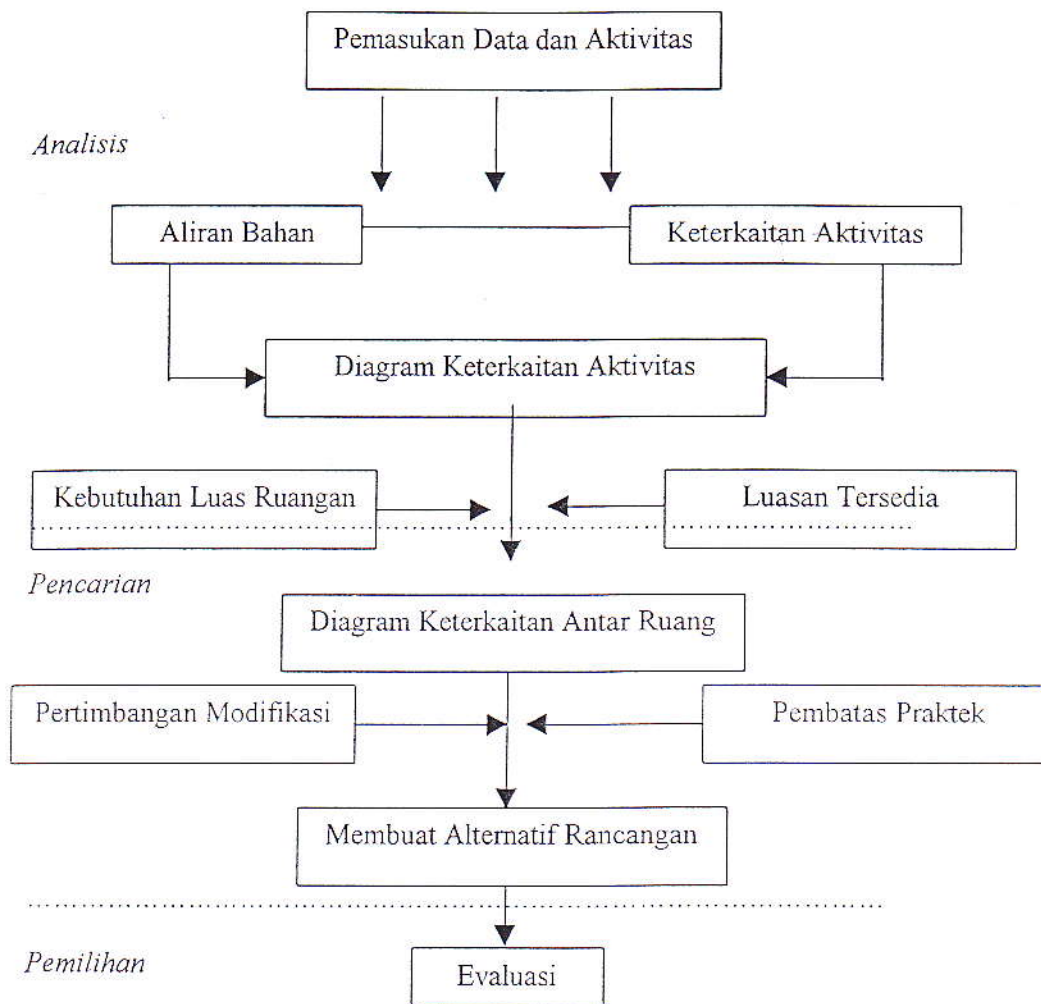 Pemasukan Data dan Aktivitas
Analisis
Aliran Bahan
Keterkaitan Aktivitas
Diagram Keterkaitan Aktivitas
Kebutuhan Luas Ruangan
Luasan Tersedia
Pencarian
Diagram Keterkaitan Antar Ruang
Pertimbangan Modifikasi
Pembatas Praktek
Membuat Alternatif Rancangan
Pemilihan
Evaluasi